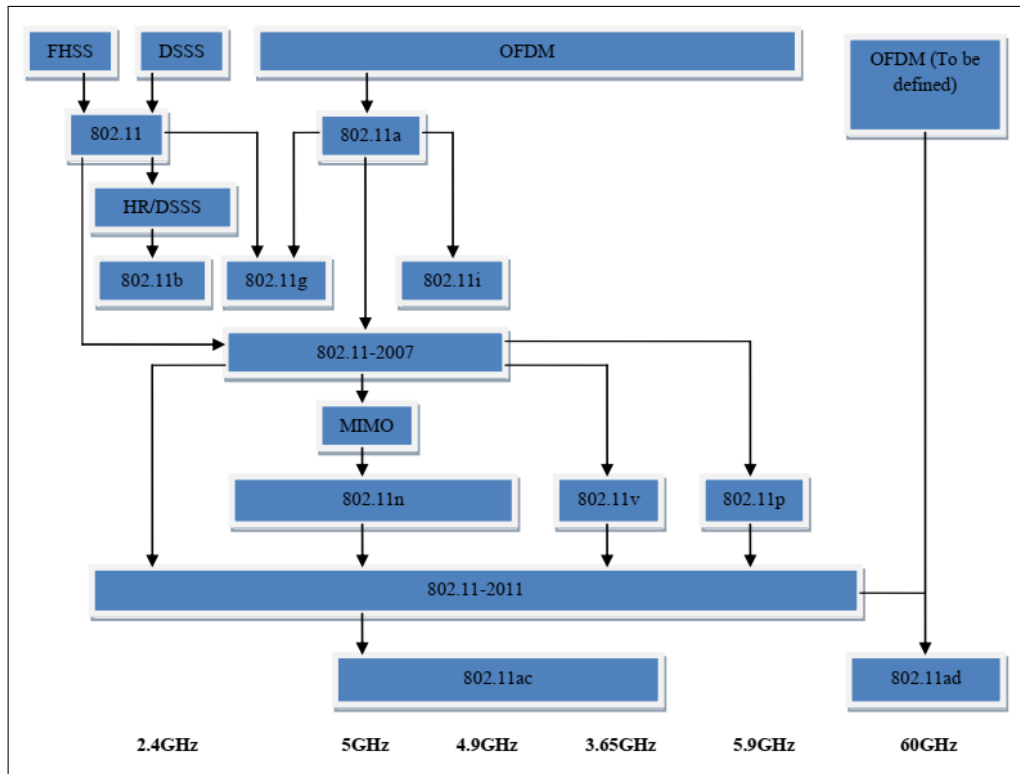 FHSS
DSSS
OFDM
OFDM (To be
defined)
802.11
802.11a
HR/DSSS
802.11b
802.11g
802.11i
802.11-2007
MIMO
802.11n
802.11v
802.11p
802.11-2011
802.11ac
802.11ad
2.4GHz
5GHz
4.9GHz
3.65GHz
5.9GHz
60GHz